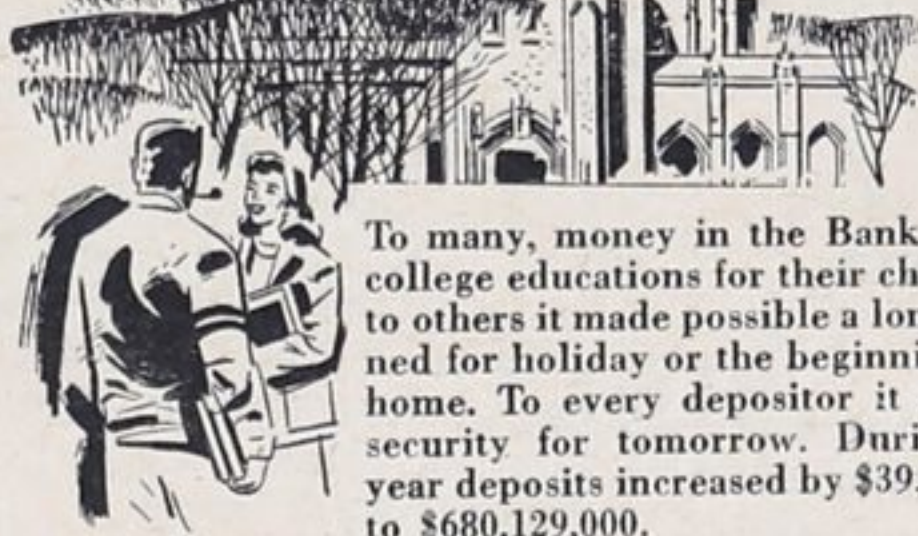 To many, money in the Bank
college educations for their ch
to others it made possible a lon
ned for holiday or the beginni
home. To every depositor it
security for tomorrow. Duri
year deposits increased by $39
to $680,129,000.